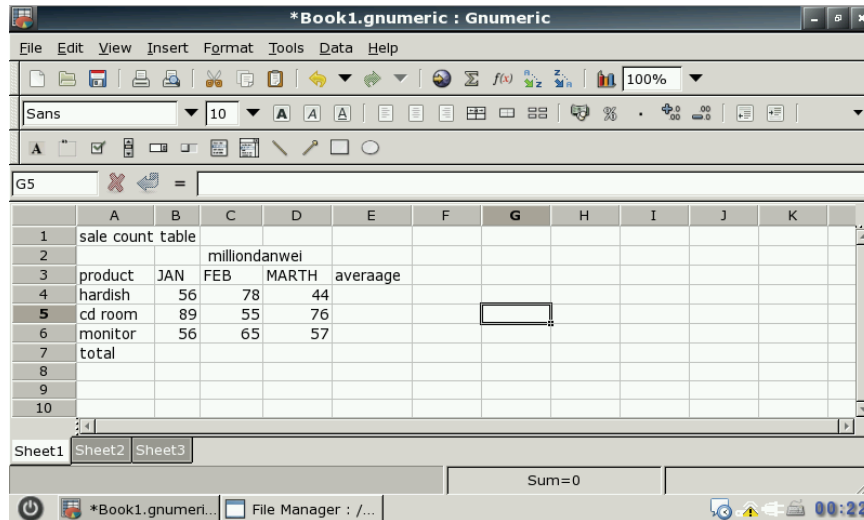 *Book1.gnumeric : Gnumeric
File Edit View Insert Format Tools Data Help
100%
Sans 10
G5 =
A B C D E F G H I J K
1 sale count table
2 milliondanwei
3 product JAN FEB MARTH averaage
4 hardish 56 78 44
5 cd room 89 55 76
6 monitor 56 65 57
7 total
8
9
10
Sheet1 Sheet2 Sheet3
Sum=0
*Book1.gnumeri... File Manager : /... 00:22